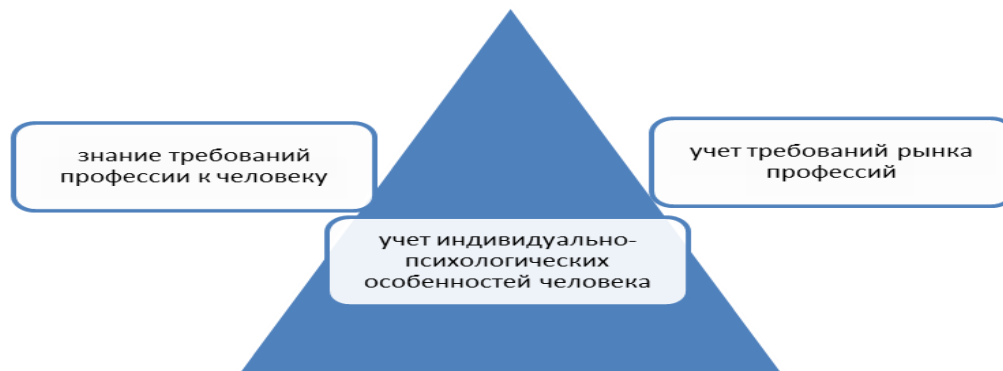 знание требований
профессии к человеку
учет требований рынка
профессий
учет индивидуально-
психологических
особенностей человека